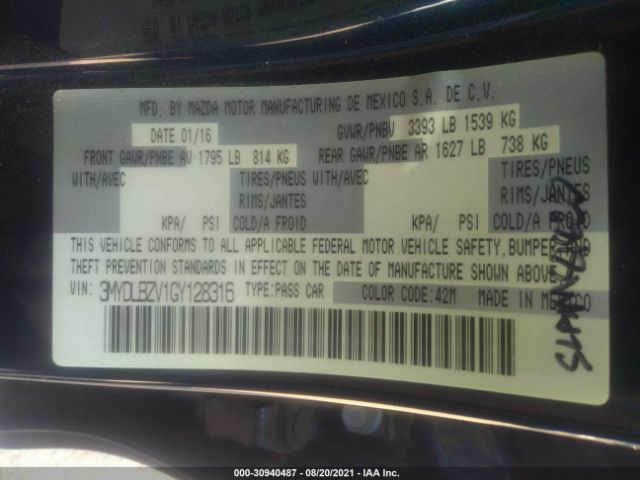 MFD. BY MAZDA MOTOR MANUFACTURING DE MEXICO S.A. DE C.V.
DATE 01/16 GVWR/PNBV 3393 LB 1539 KG
FRONT GAWR/PNBE AV 1795 LB 814 KG REAR GAWR/PNBE AR 1627 LB 738 KG
WITH/AVEC TIRES/PNEUS WITH/AVEC TIRES/PNEUS
RIMS/JANTES RIMS/JANTES
KPA/ PSI COLD/A FROID KPA/ PSI COLD/A FROID
THIS VEHICLE CONFORMS TO ALL APPLICABLE FEDERAL MOTOR VEHICLE SAFETY, BUMPER, AND
THEFT PREVENTION STANDARDS IN EFFECT ON THE DATE OF MANUFACTURE SHOWN ABOVE.
VIN: 3MYDLBZV1GY128316 TYPE:PASS CAR COLOR CODE:42M MADE IN MEXICO
000-30940487 - 08/20/2021 - IAA Inc.